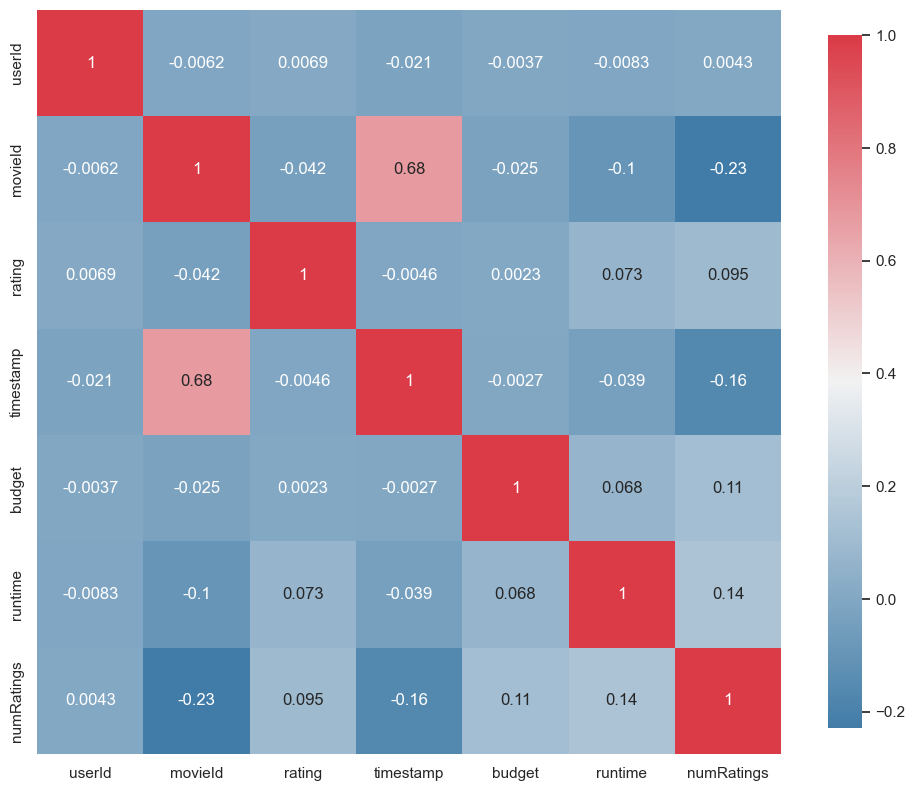 userId 1 -0.0062 0.0069 -0.021 -0.0037 -0.0083 0.0043
movieId -0.0062 1 -0.042 0.68 -0.025 -0.1 -0.23
rating 0.0069 -0.042 1 -0.0046 0.0023 0.073 0.095
timestamp -0.021 0.68 -0.0046 1 -0.0027 -0.039 -0.16
budget -0.0037 -0.025 0.0023 -0.0027 1 0.068 0.11
runtime -0.0083 -0.1 0.073 -0.039 0.068 1 0.14
numRatings 0.0043 -0.23 0.095 -0.16 0.11 0.14 1
userId movieId rating timestamp budget runtime numRatings
1.0
0.8
0.6
0.4
0.2
0.0
−0.2